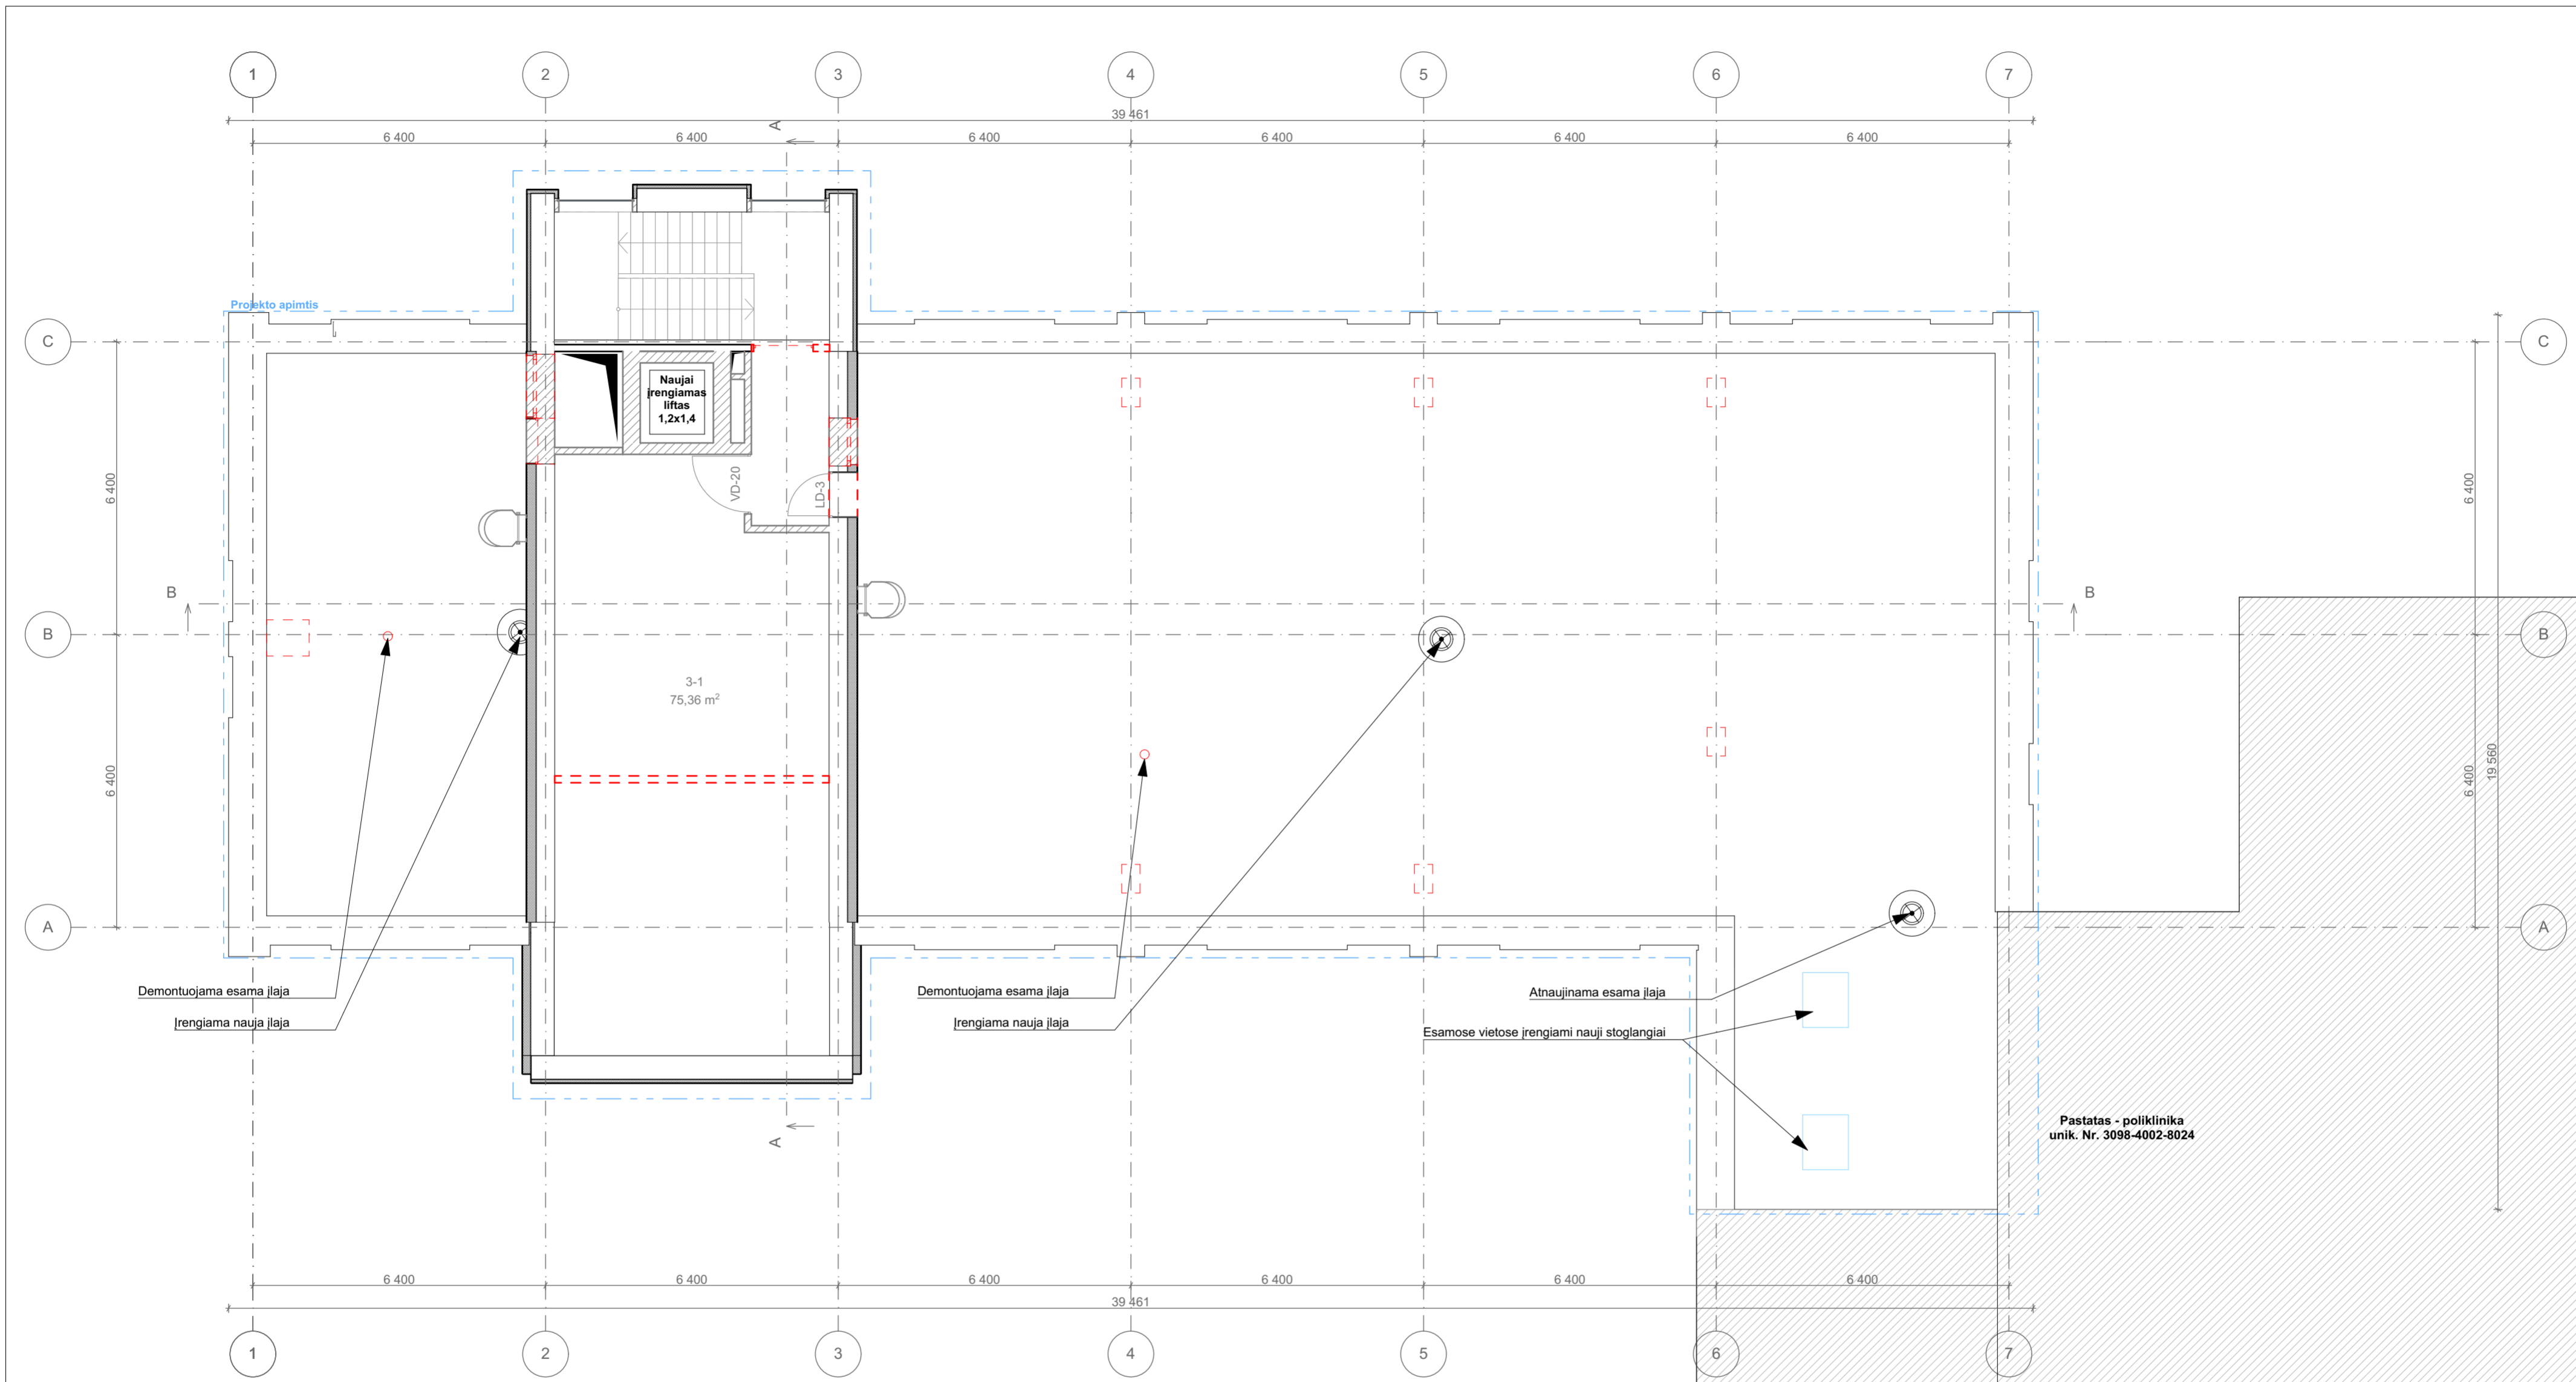 1 2 3 4 5 6 7
39 461
A
6 400 6 400 6 400 6 400 6 400 6 400
Projekto apimtis
C C
Naujai
įrengiamas
liftas
1,2x1,4
6 400 VD-20 LD-3 6 400
B B
B B
3-1
75,36 m²
6 400 6 400 19 560
A A
Demontuojama esama įlaja Demontuojama esama įlaja Atnaujinama esama įlaja
Įrengiama nauja įlaja Įrengiama nauja įlaja Esamose vietose įrengiami nauji stoglangiai
Pastatas - poliklinika
unik. Nr. 3098-4002-8024
A
6 400 6 400 6 400 6 400 6 400 6 400
39 461
1 2 3 4 5 6 7